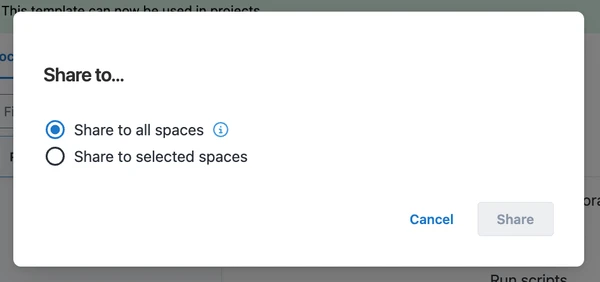 This template can now be used in projects
Share to...
Share to all spaces
Share to selected spaces
Cancel
Share
Run scripts